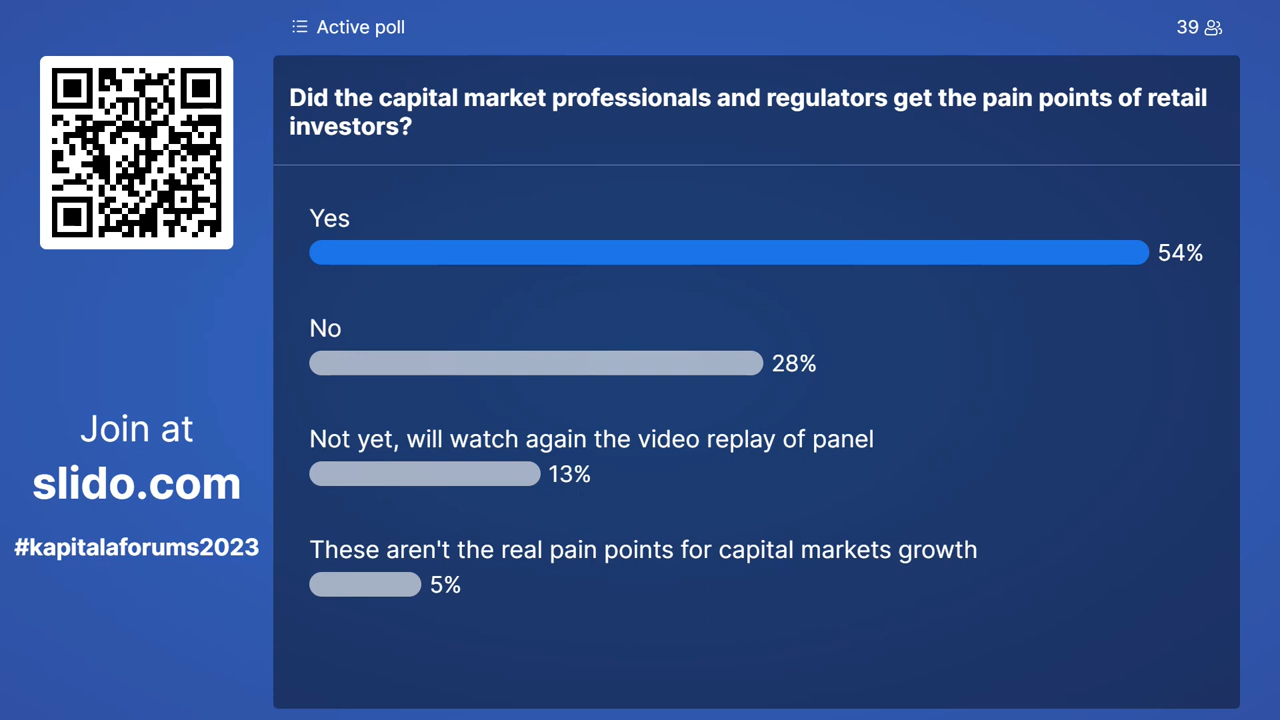 Active poll
39
Did the capital market professionals and regulators get the pain points of retail
investors?
Yes
54%
No
28%
Not yet, will watch again the video replay of panel
13%
These aren't the real pain points for capital markets growth
5%
Join at
slido.com
#kapitalaforums2023